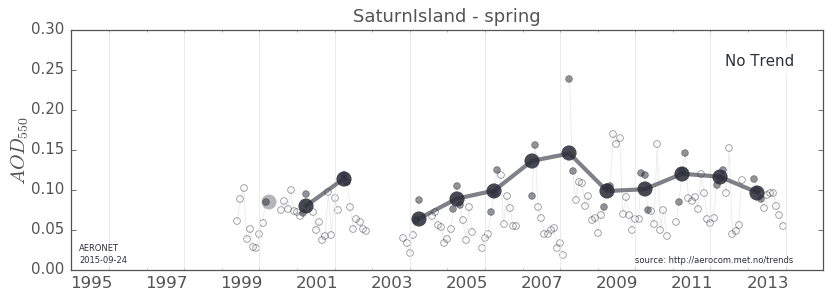 SaturnIsland - spring
0.30
0.25
0.20
0.15
0.10
0.05
0.00
AOD550
No Trend
AERONET
2015-09-24
source: http://aerocom.met.no/trends
1995 1997 1999 2001 2003 2005 2007 2009 2011 2013